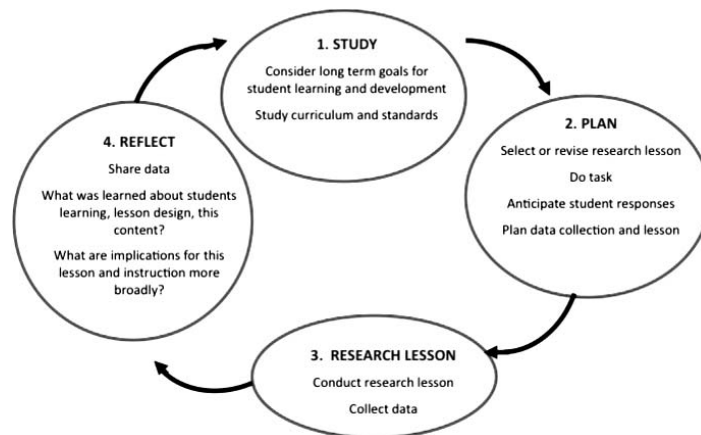 1. STUDY
Consider long term goals for
student learning and development
Study curriculum and standards
2. PLAN
Select or revise research lesson
Do task
Anticipate student responses
Plan data collection and lesson
3.  RESEARCH LESSON
Conduct research lesson
Collect data
4. REFLECT
Share data
What was learned about students
learning, lesson design, this
content?
What are implications for this
lesson and instruction more
broadly?